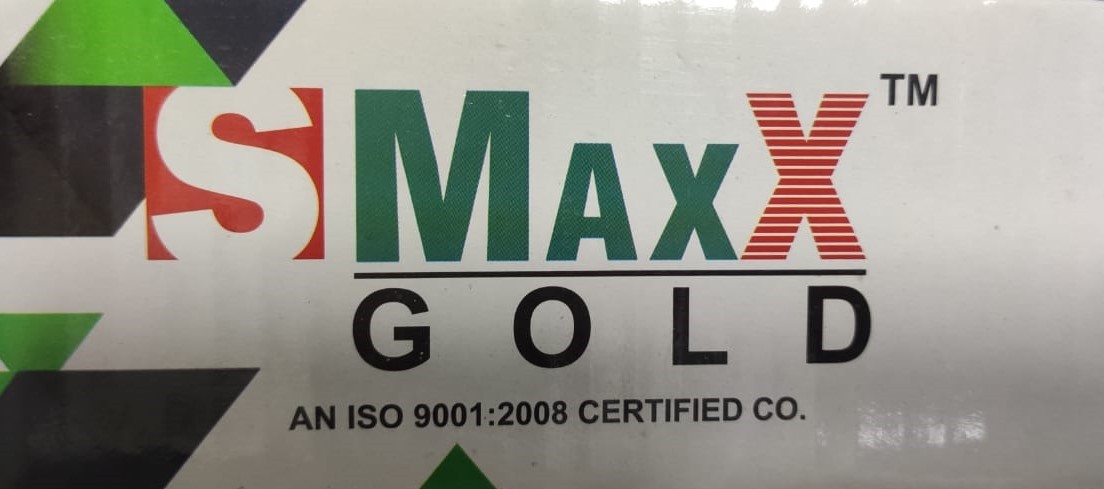 SMAXX™
GOLD
AN ISO 9001:2008 CERTIFIED CO.